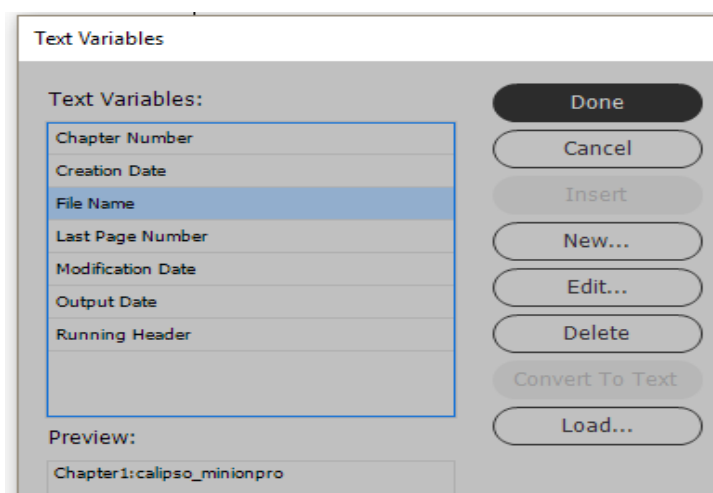 Text Variables
Text Variables:
Chapter Number
Creation Date
File Name
Last Page Number
Modification Date
Output Date
Running Header
Done
Cancel
Insert
New...
Edit...
Delete
Convert To Text
Load...
Preview:
Chapter1:calipso_minionpro